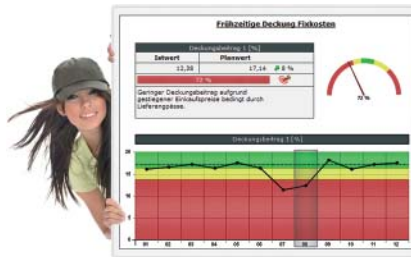 Frühzeitige Deckung Fixkosten
Deckungsbeitrag 1 [%]
Istwert Planwert
12,38 17,14 8 %
72 %
Geringer Deckungsbeitrag aufgrund
gestiegener Einkaufspreise bedingt durch
Lieferengpässe.
72 %
Deckungsbeitrag 1 [%]
20
15
10
5
0
01 02 03 04 05 06 07 08 09 10 11 12